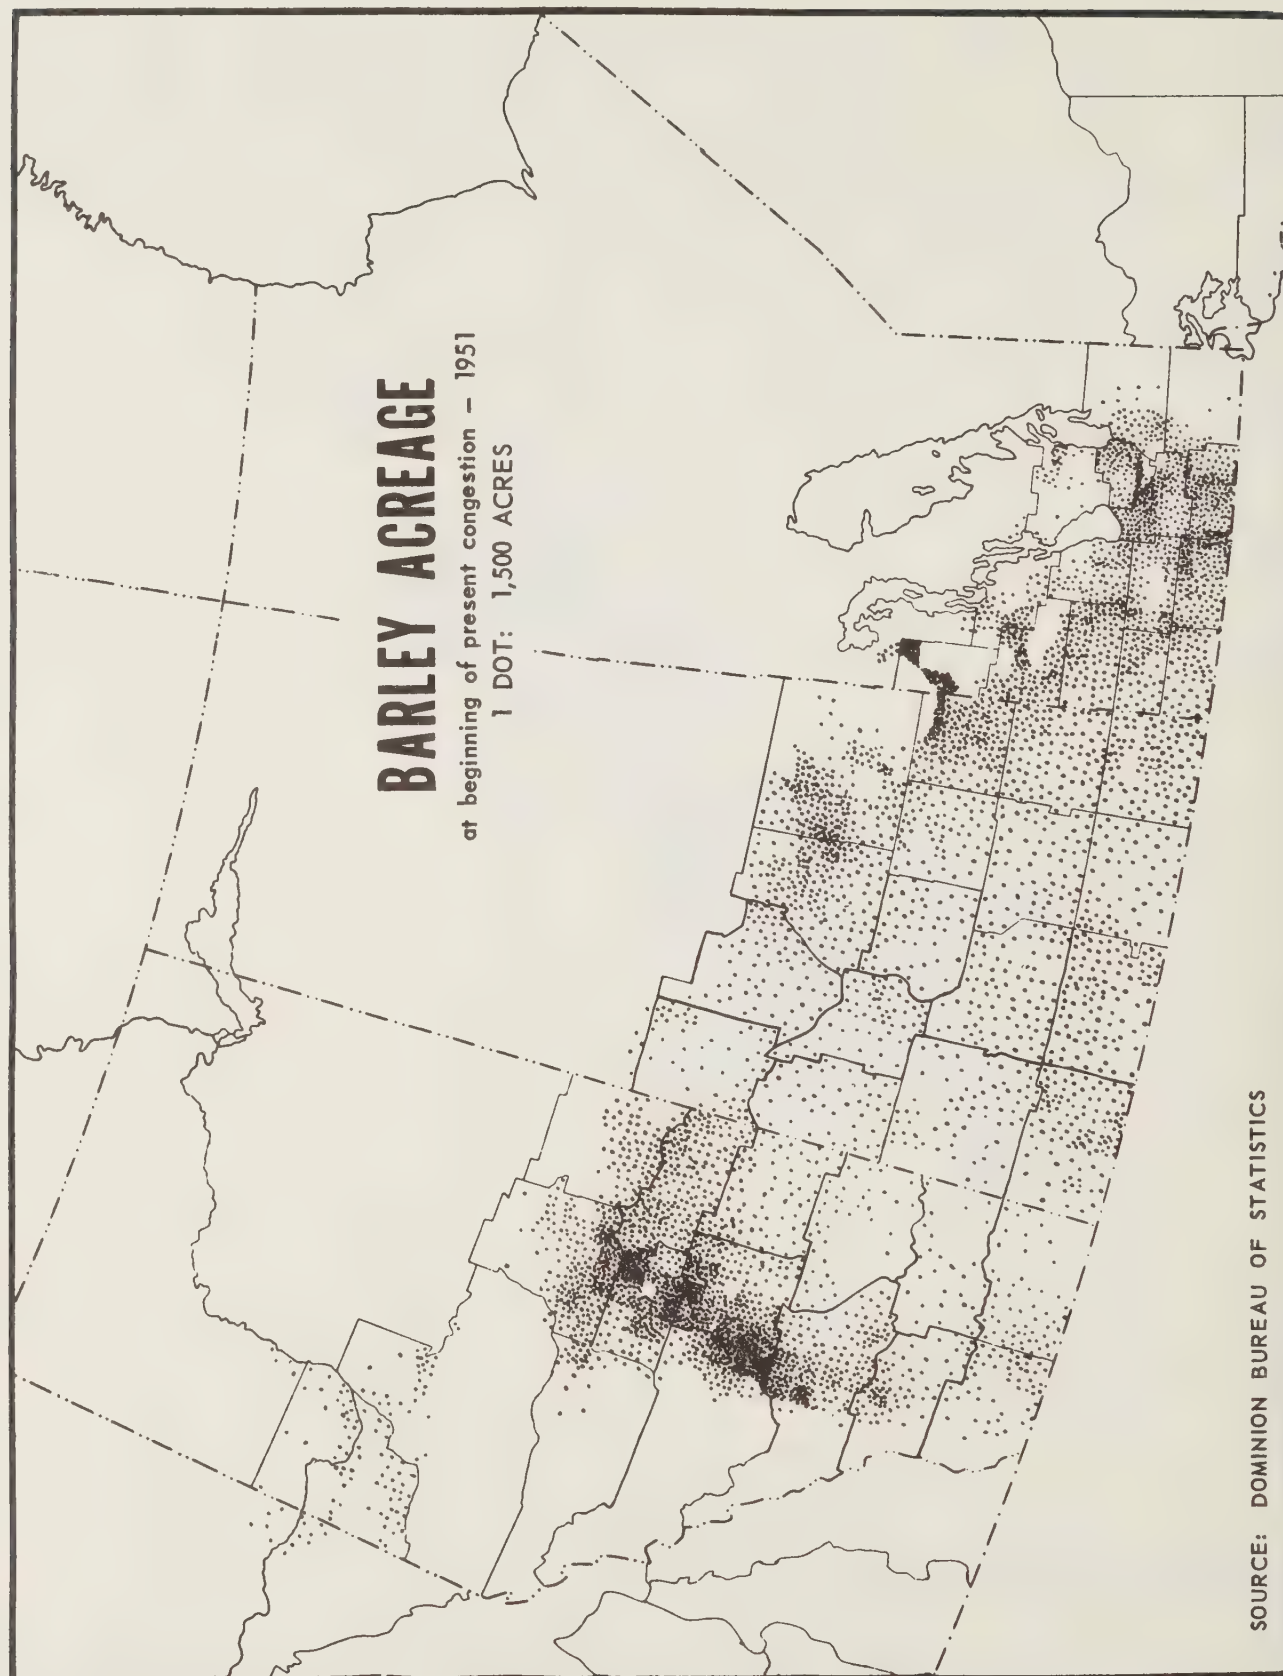 BARLEY ACREAGE
at beginning of present congestion – 1951
1 DOT: 1,500 ACRES
SOURCE: DOMINION BUREAU OF STATISTICS